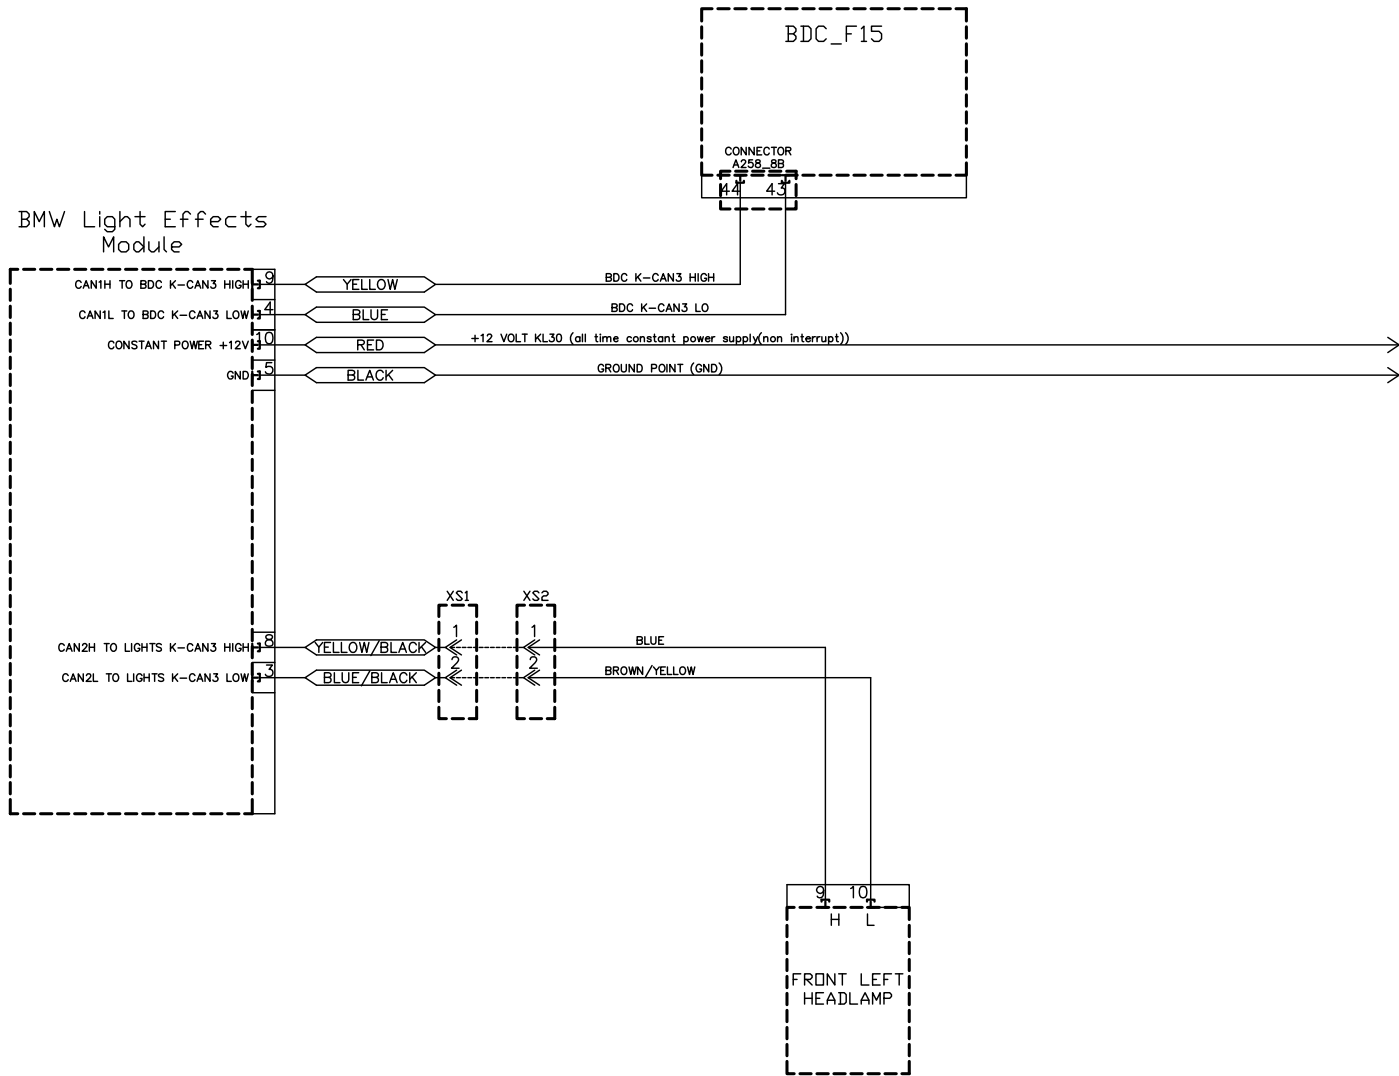 BDC_F15
CONNECTOR
A258_8B
44 43
BMW Light Effects
Module
CAN1H TO BDC K-CAN3 HIGH 9 YELLOW BDC K-CAN3 HIGH
CAN1L TO BDC K-CAN3 LOW 4 BLUE BDC K-CAN3 LO
CONSTANT POWER +12V 10 RED +12 VOLT KL30 (all time constant power supply(non interrupt))
GND 5 BLACK GROUND POINT (GND)
XS1 XS2
CAN2H TO LIGHTS K-CAN3 HIGH 8 YELLOW/BLACK 1 1 BLUE
CAN2L TO LIGHTS K-CAN3 LOW 3 BLUE/BLACK 2 2 BROWN/YELLOW
9 10
H L
FRONT LEFT
HEADLAMP